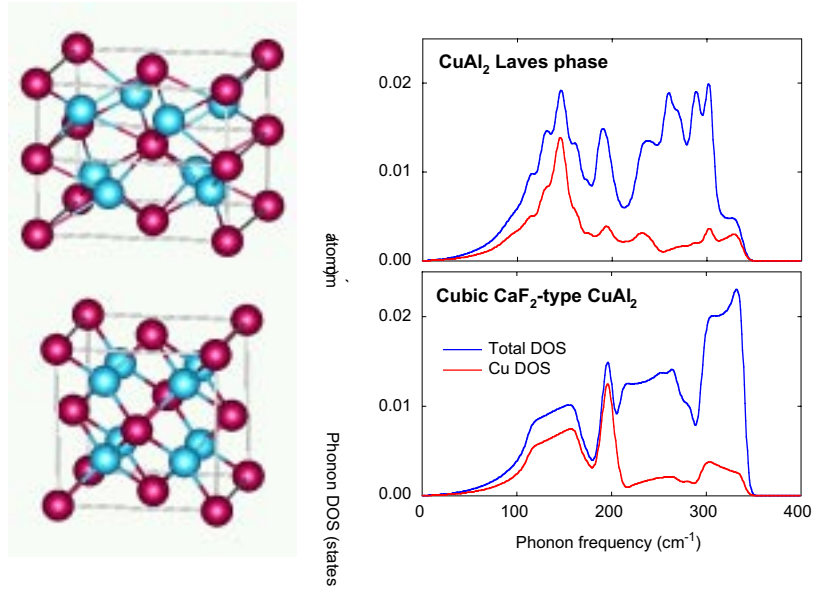 CuAl₂ Laves phase
0.02
0.01
0.00
Cubic CaF₂-type CuAl₂
0.02
Total DOS
Cu DOS
0.01
0.00
0 100 200 300 400
Phonon frequency (cm⁻¹)
Phonon DOS (states